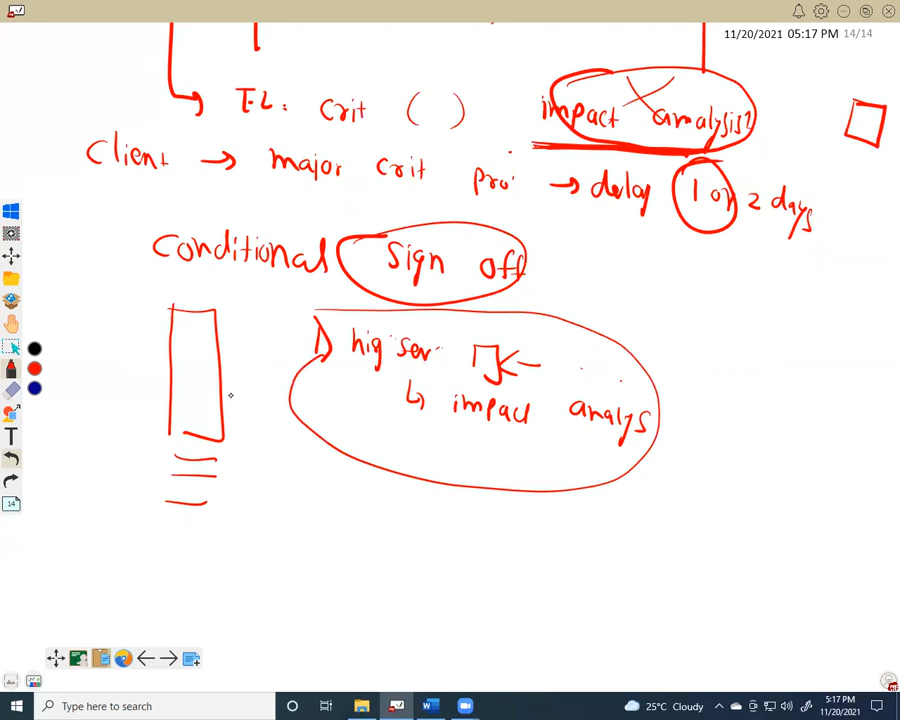 11/20/2021 05:17 PM 14/14
T.L: crit ( ) impact analysis?
Client → major crit → delay 1 or 2 days
Conditional Sign off
1) hig sev
↳ impact analys
T
14
Type here to search
25°C Cloudy
5:17 PM
11/20/2021